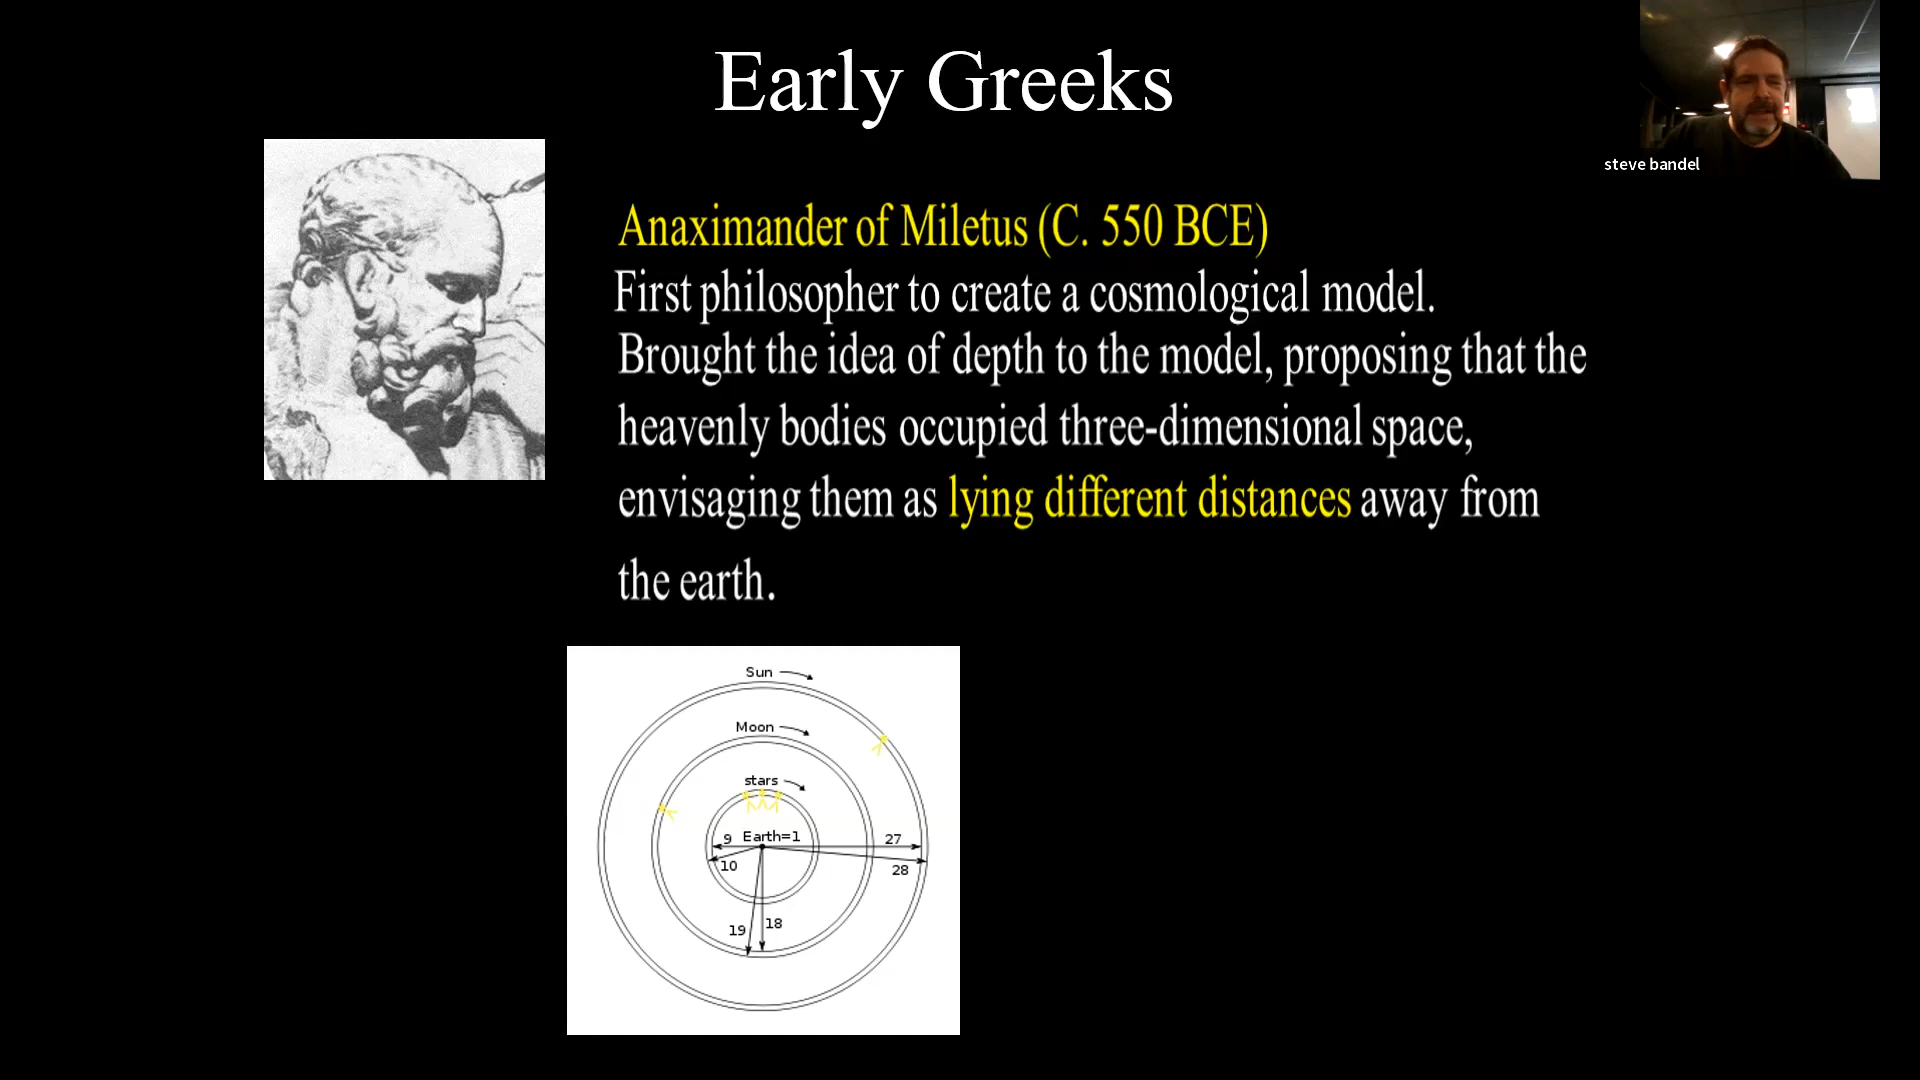 Early Greeks
steve bandel
Anaximander of Miletus (C. 550 BCE)
First philosopher to create a cosmological model.
Brought the idea of depth to the model, proposing that the
heavenly bodies occupied three-dimensional space,
envisaging them as lying different distances away from
the earth.
Sun
Moon
stars
9 Earth=1 27
10 28
19 18